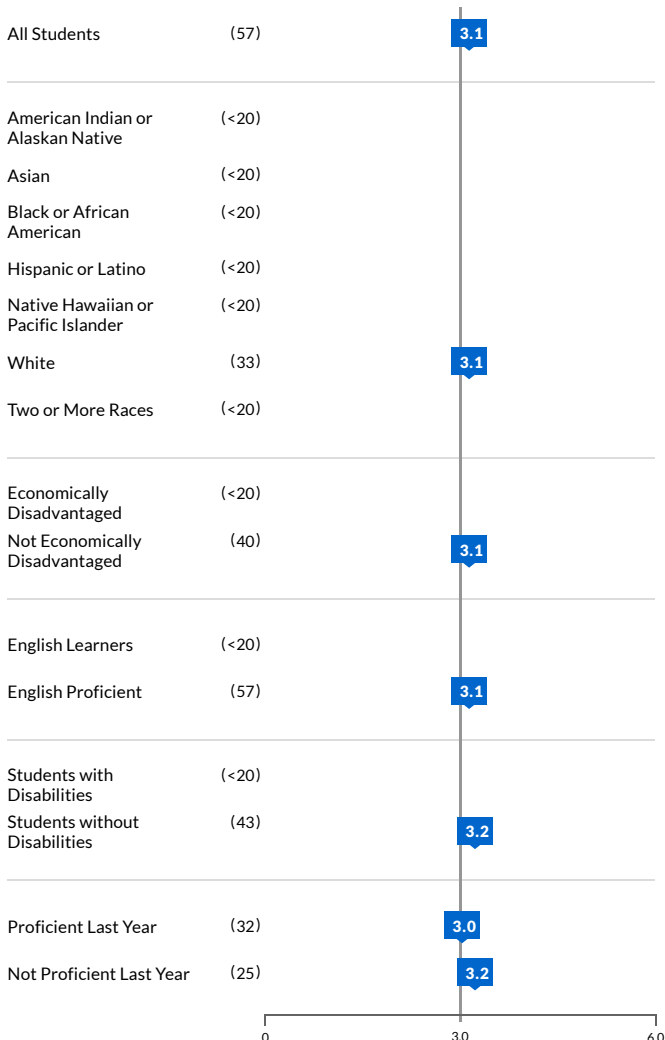 All Students (57) 3.1
American Indian or
Alaskan Native (<20)
Asian (<20)
Black or African
American (<20)
Hispanic or Latino (<20)
Native Hawaiian or
Pacific Islander (<20)
White (33) 3.1
Two or More Races (<20)
Economically
Disadvantaged (<20)
Not Economically
Disadvantaged (40) 3.1
English Learners (<20)
English Proficient (57) 3.1
Students with
Disabilities (<20)
Students without
Disabilities (43) 3.2
Proficient Last Year (32) 3.0
Not Proficient Last Year (25) 3.2
0 3.0 6.0